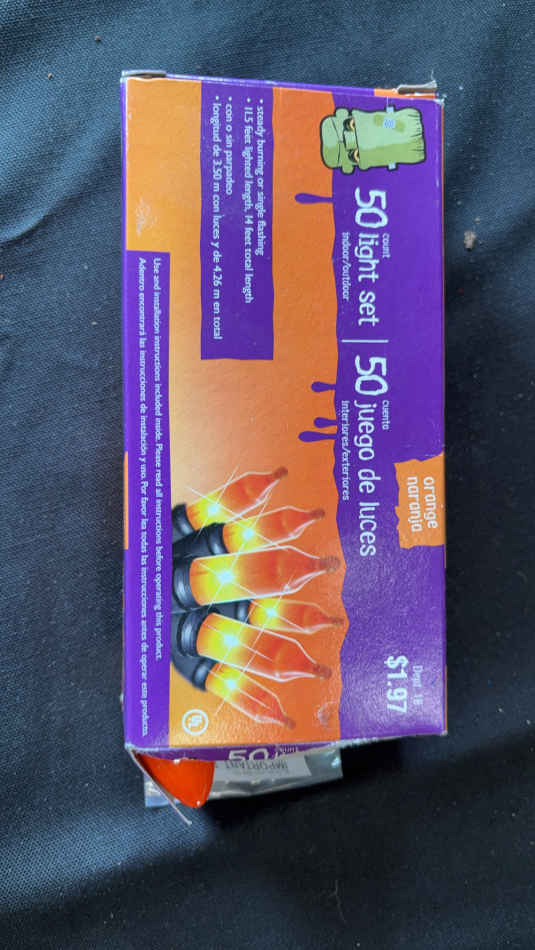 count
50 light set
indoor/outdoor
cuenta
50 juego de luces
interiores/exteriores
orange
naranja
Dept. 18
$1.97
• steady burning or single flashing
• 11.5 feet lighted length, 14 feet total length
• con o sin parpadeo
• longitud de 3.50 m con luces y de 4.26 m en total
Use and installation instructions included inside. Please read all instructions before operating this product.
Adentro encontrará las instrucciones de instalación y uso. Por favor lea todas las instrucciones antes de operar este producto.
UL
50
IMPORTANT